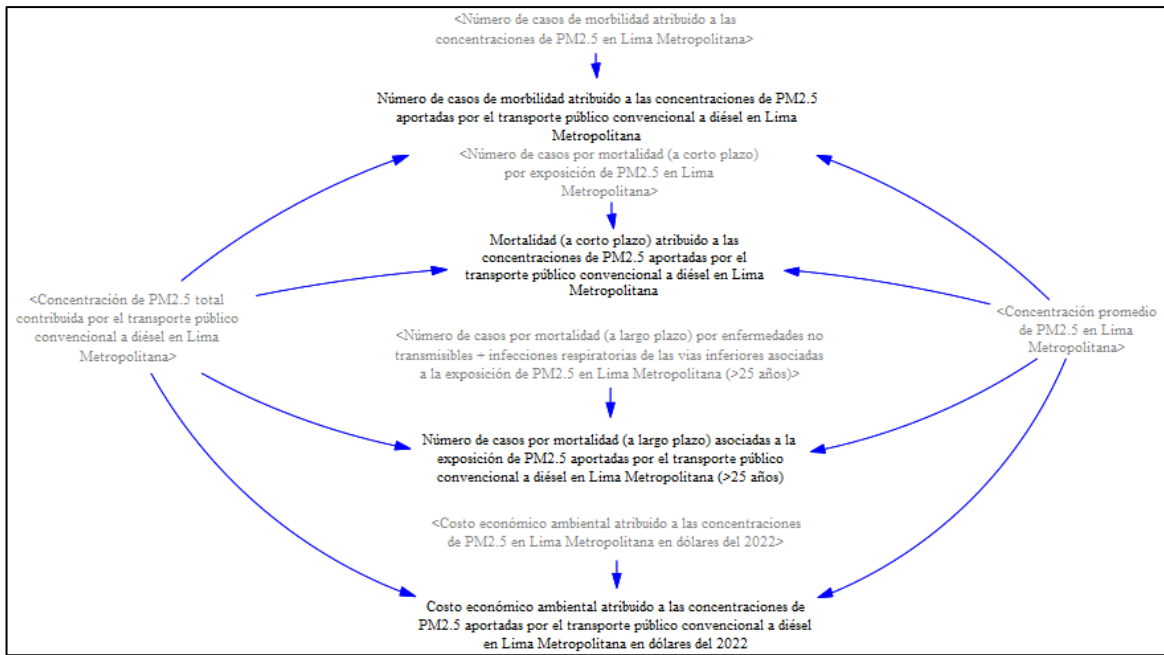 <Número de casos de morbilidad atribuido a las
concentraciones de PM2.5 en Lima Metropolitana>
Número de casos de morbilidad atribuido a las concentraciones de PM2.5
aportadas por el transporte público convencional a diésel en Lima
Metropolitana
<Número de casos por mortalidad (a corto plazo)
por exposición de PM2.5 en Lima
Metropolitana>
Mortalidad (a corto plazo) atribuido a las
concentraciones de PM2.5 aportadas por el
transporte público convencional a diésel en Lima
Metropolitana
<Concentración de PM2.5 total
contribuida por el transporte público
convencional a diésel en Lima
Metropolitana>
<Concentración promedio
de PM2.5 en Lima
Metropolitana>
<Número de casos por mortalidad (a largo plazo) por enfermedades no
transmisibles + infecciones respiratorias de las vias inferiores asociadas
a la exposición de PM2.5 en Lima Metropolitana (>25 años)>
Número de casos por mortalidad (a largo plazo) asociadas a la
exposición de PM2.5 aportadas por el transporte público
convencional a diésel en Lima Metropolitana (>25 años)
<Costo económico ambiental atribuido a las concentraciones
de PM2.5 en Lima Metropolitana en dólares del 2022>
Costo económico ambiental atribuido a las concentraciones de
PM2.5 aportadas por el transporte público convencional a diésel
en Lima Metropolitana en dólares del 2022